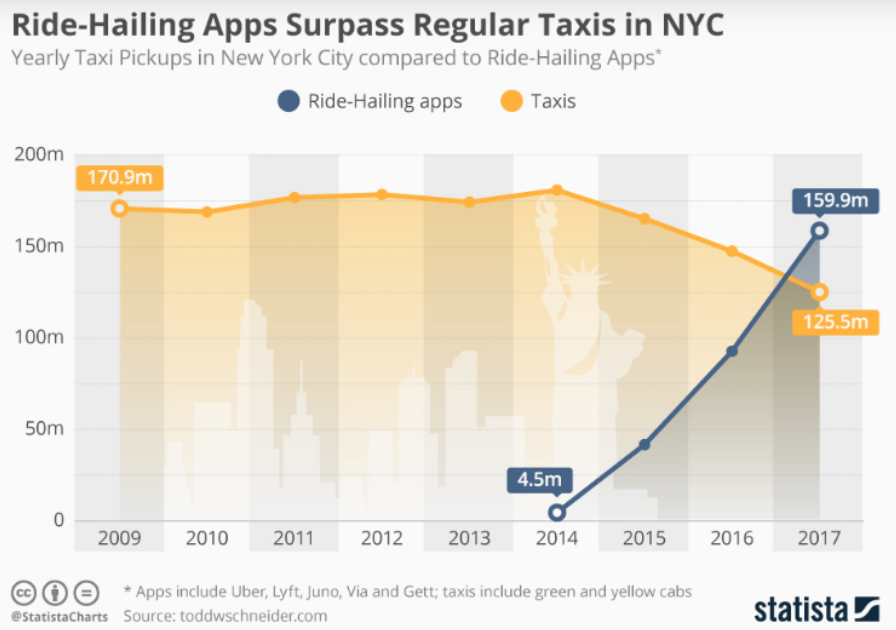 Ride-Hailing Apps Surpass Regular Taxis in NYC
Yearly Taxi Pickups in New York City compared to Ride-Hailing Apps*
Ride-Hailing apps Taxis
200m
170.9m
159.9m
150m
125.5m
100m
50m
4.5m
0
2009 2010 2011 2012 2013 2014 2015 2016 2017
cc
@StatistaCharts
* Apps include Uber, Lyft, Juno, Via and Gett; taxis include green and yellow cabs
Source: toddwschneider.com
statista